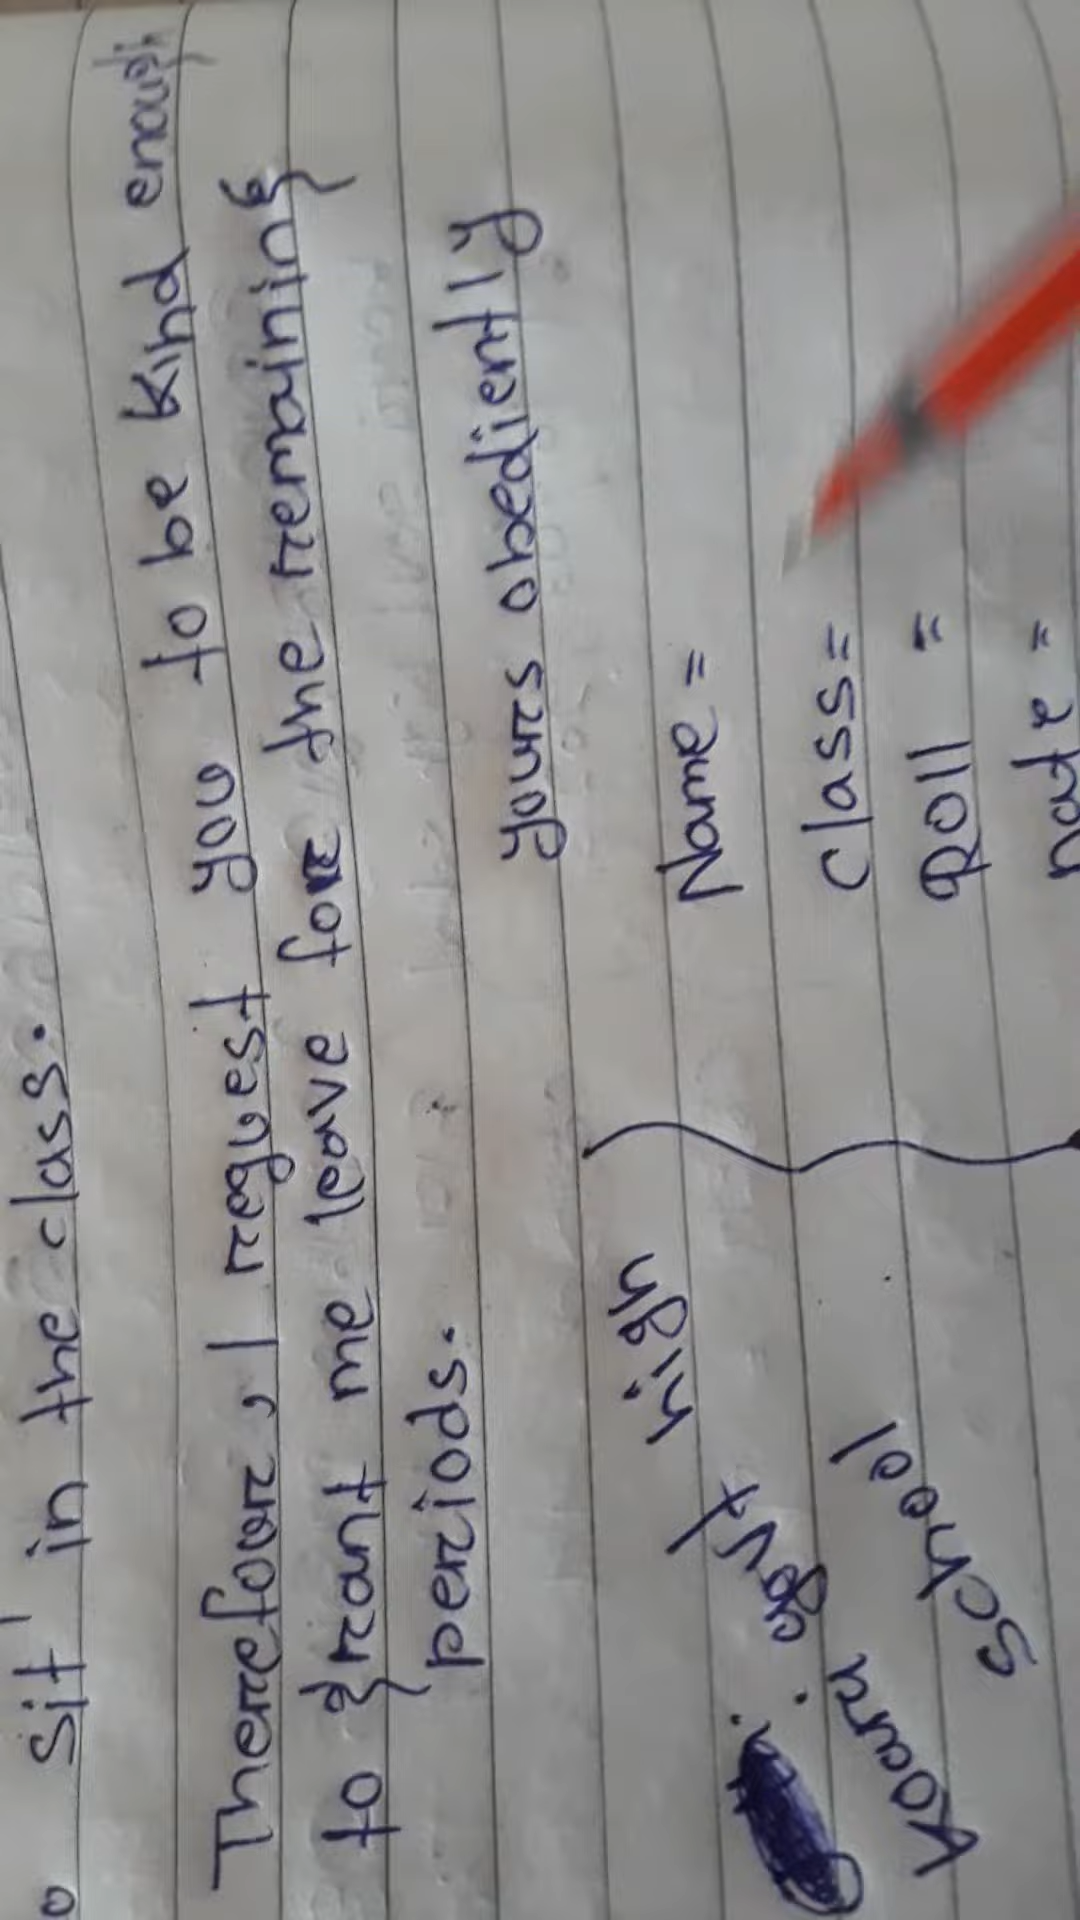 o sit in the class.
Therefore, I request you to be kind enough
to grant me leave for the remaining
periods.
yours obediently
Name =
class =
Roll =
high
govt
Kocura
school